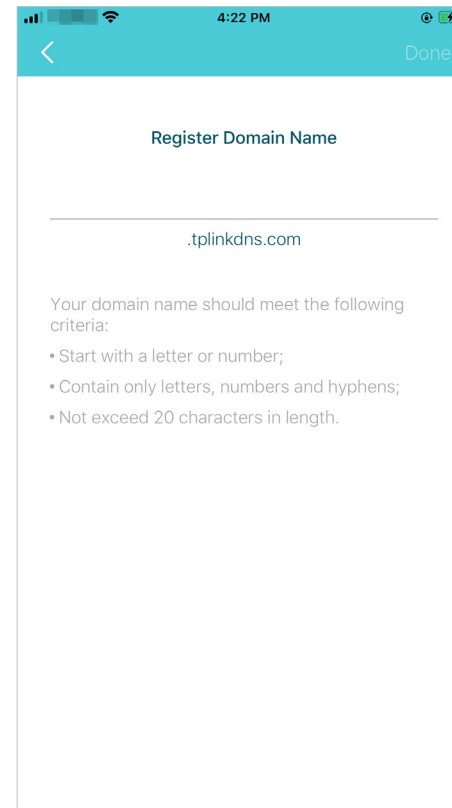 4:22 PM
Done
Register Domain Name
.tplinkdns.com
Your domain name should meet the following
criteria:
• Start with a letter or number;
• Contain only letters, numbers and hyphens;
• Not exceed 20 characters in length.